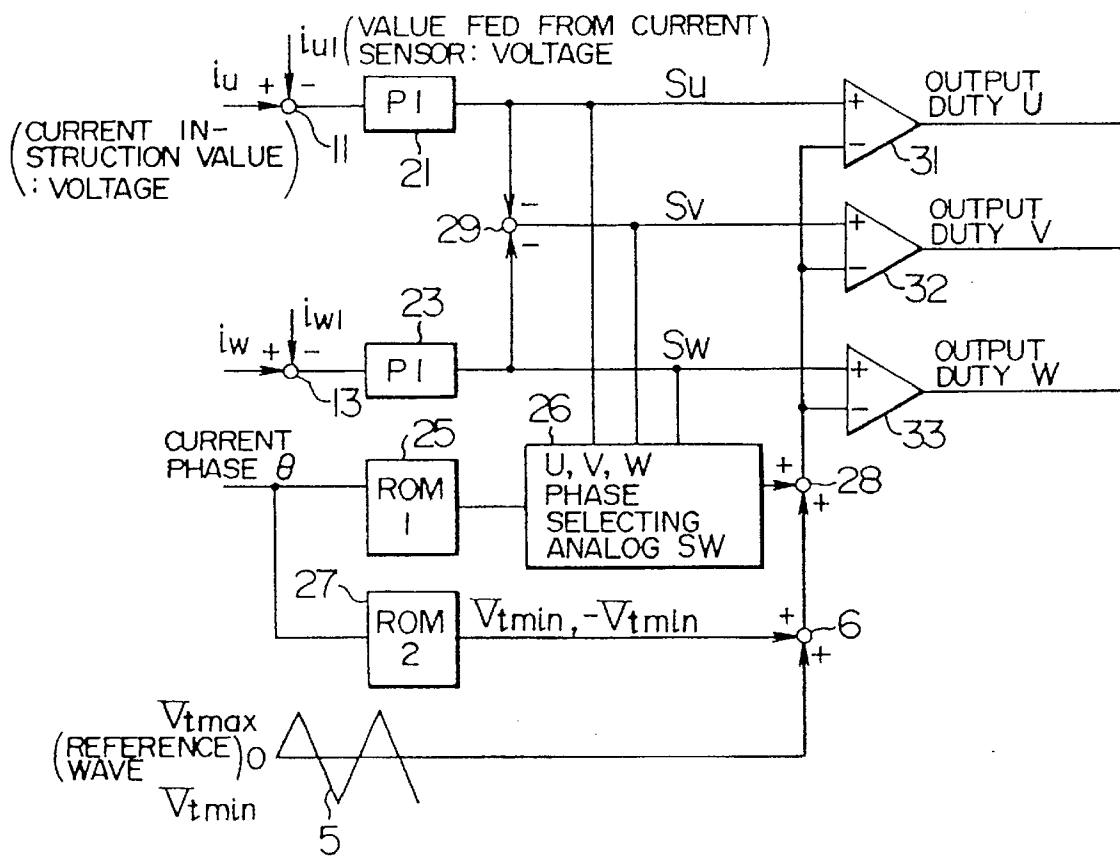 iu1 (VALUE FED FROM CURRENT
SENSOR: VOLTAGE)
iu + -
11
(CURRENT IN-
STRUCTION VALUE
: VOLTAGE)
PI
21
Su
+
-
31
OUTPUT
DUTY U
-
29
-
Sv
+
-
32
OUTPUT
DUTY V
iw1
iw + -
13
23
PI
Sw
+
-
33
OUTPUT
DUTY W
CURRENT
PHASE θ
25
ROM
1
26
U, V, W
PHASE
SELECTING
ANALOG SW
+
28
+
27
ROM
2
Vtmin, -Vtmin
+
6
+
Vtmax
(REFERENCE
WAVE)
0
Vtmin
5